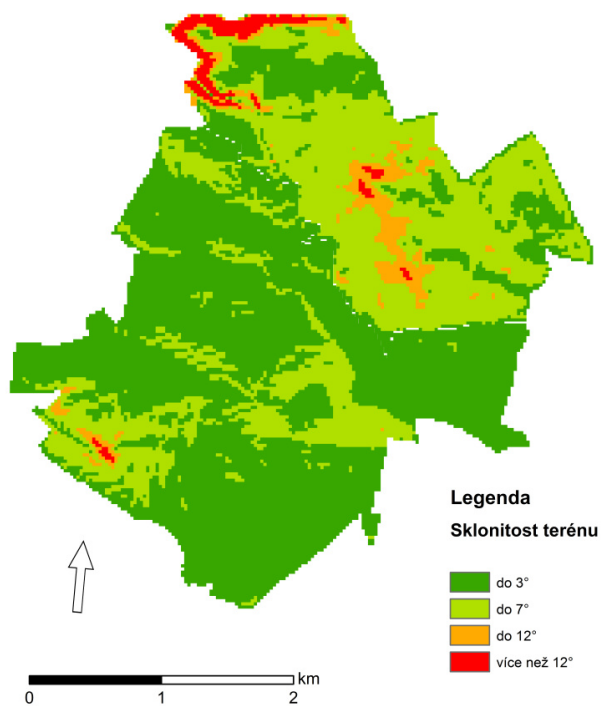 Legenda
Sklonitost terénu
do 3°
do 7°
do 12°
více než 12°
km
0 1 2